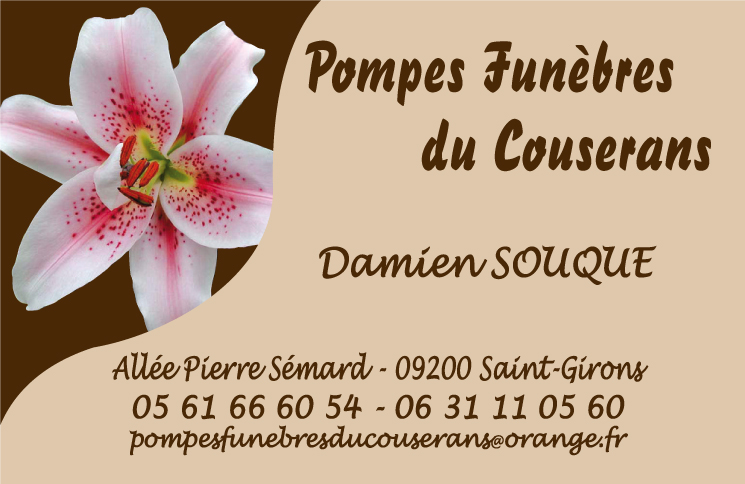 Pompes Funèbres
du Couserans
Damien SOUQUE
Allée Pierre Sémard - 09200 Saint-Girons
05 61 66 60 54 - 06 31 11 05 60
pompesfunebresducouserans@orange.fr